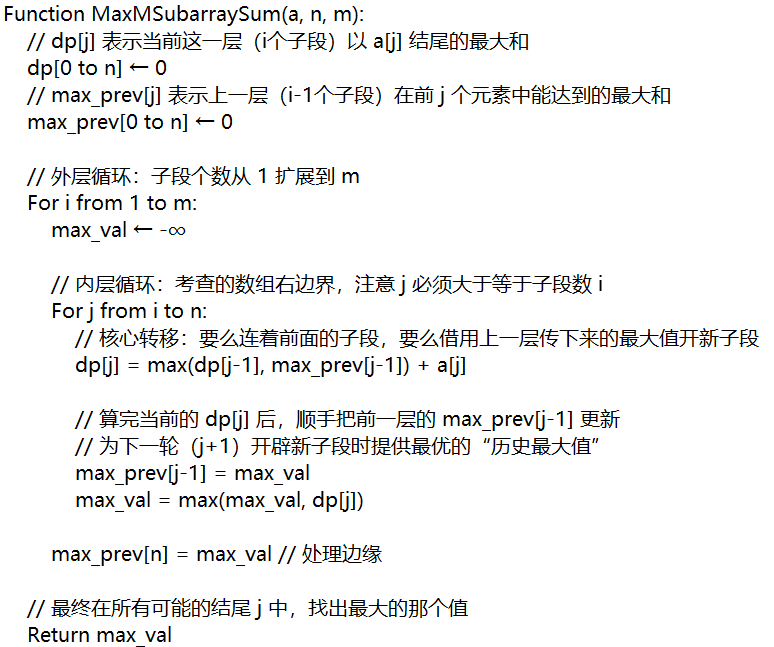 Function MaxMSubarraySum(a, n, m):
// dp[j] 表示当前这一层（i个子段）以 a[j] 结尾的最大和
dp[0 to n] ← 0
// max_prev[j] 表示上一层（i-1个子段）在前 j 个元素中能达到的最大和
max_prev[0 to n] ← 0
// 外层循环：子段个数从 1 扩展到 m
For i from 1 to m:
max_val ← -∞
// 内层循环：考查的数组右边界，注意 j 必须大于等于子段数 i
For j from i to n:
// 核心转移：要么连着前面的子段，要么借用上一层传下来的最大值开新子段
dp[j] = max(dp[j-1], max_prev[j-1]) + a[j]
// 算完当前的 dp[j] 后，顺手把前一层的 max_prev[j-1] 更新
// 为下一轮（j+1）开辟新子段时提供最优的“历史最大值”
max_prev[j-1] = max_val
max_val = max(max_val, dp[j])
max_prev[n] = max_val // 处理边缘
// 最终在所有可能的结尾 j 中，找出最大的那个值
Return max_val